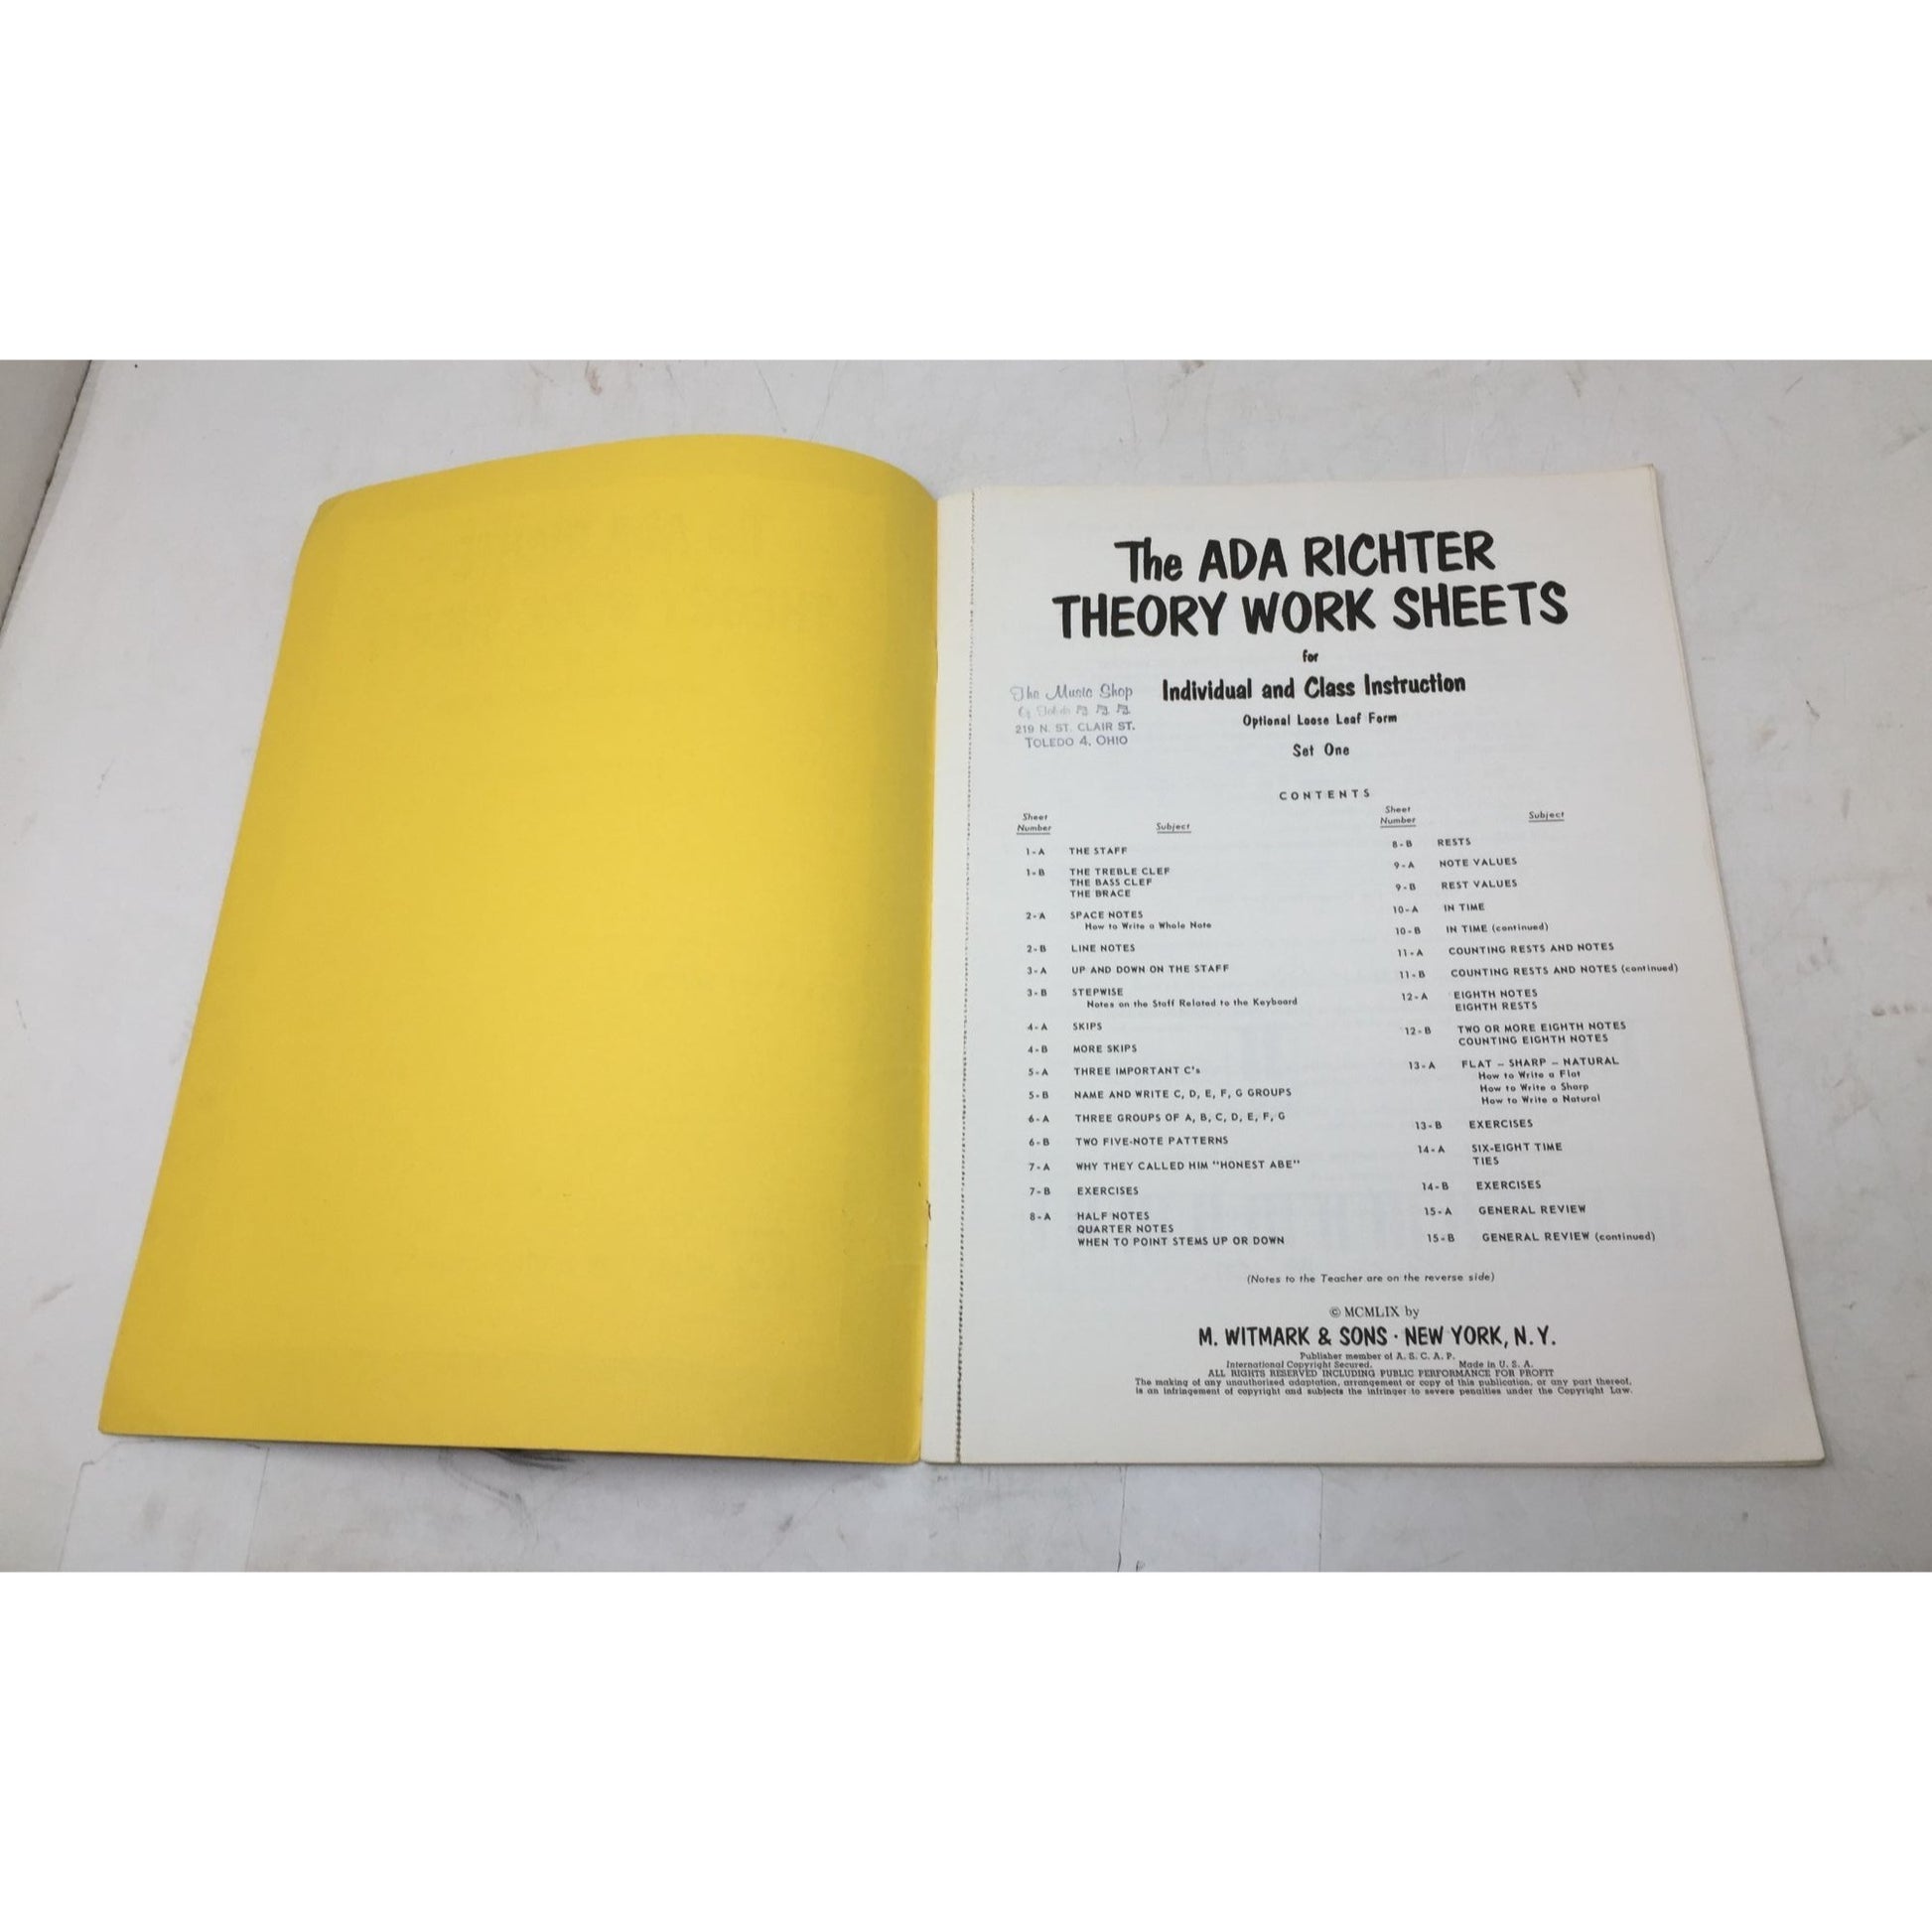 The ADA RICHTER
THEORY WORK SHEETS
for
Individual and Class Instruction
Optional Loose Leaf Form
Set One
The Music Shop
219 N. ST. CLAIR ST.
TOLEDO 4, OHIO
CONTENTS
Sheet
Number Subject
1-A THE STAFF
1-B THE TREBLE CLEF
THE BASS CLEF
THE BRACE
2-A SPACE NOTES
How to Write a Whole Note
2-B LINE NOTES
3-A UP AND DOWN ON THE STAFF
3-B STEPWISE
Notes on the Staff Related to the Keyboard
4-A SKIPS
4-B MORE SKIPS
5-A THREE IMPORTANT C's
5-B NAME AND WRITE C, D, E, F, G GROUPS
6-A THREE GROUPS OF A, B, C, D, E, F, G
6-B TWO FIVE-NOTE PATTERNS
7-A WHY THEY CALLED HIM "HONEST ABE"
7-B EXERCISES
8-A HALF NOTES
QUARTER NOTES
WHEN TO POINT STEMS UP OR DOWN
Sheet
Number Subject
8-B RESTS
9-A NOTE VALUES
9-B REST VALUES
10-A IN TIME
10-B IN TIME (continued)
11-A COUNTING RESTS AND NOTES
11-B COUNTING RESTS AND NOTES (continued)
12-A EIGHTH NOTES
EIGHTH RESTS
12-B TWO OR MORE EIGHTH NOTES
COUNTING EIGHTH NOTES
13-A FLAT – SHARP – NATURAL
How to Write a Flat
How to Write a Sharp
How to Write a Natural
13-B EXERCISES
14-A SIX-EIGHT TIME
TIES
14-B EXERCISES
15-A GENERAL REVIEW
15-B GENERAL REVIEW (continued)
(Notes to the Teacher are on the reverse side)
© MCMLIX by
M. WITMARK & SONS · NEW YORK, N. Y.
Publisher member of A. S. C. A. P.
International Copyright Secured. Made in U. S. A.
ALL RIGHTS RESERVED INCLUDING PUBLIC PERFORMANCE FOR PROFIT
The making of any unauthorized adaptation, arrangement or copy of this publication, or any part thereof,
is an infringement of copyright and subjects the infringer to severe penalties under the Copyright Law.